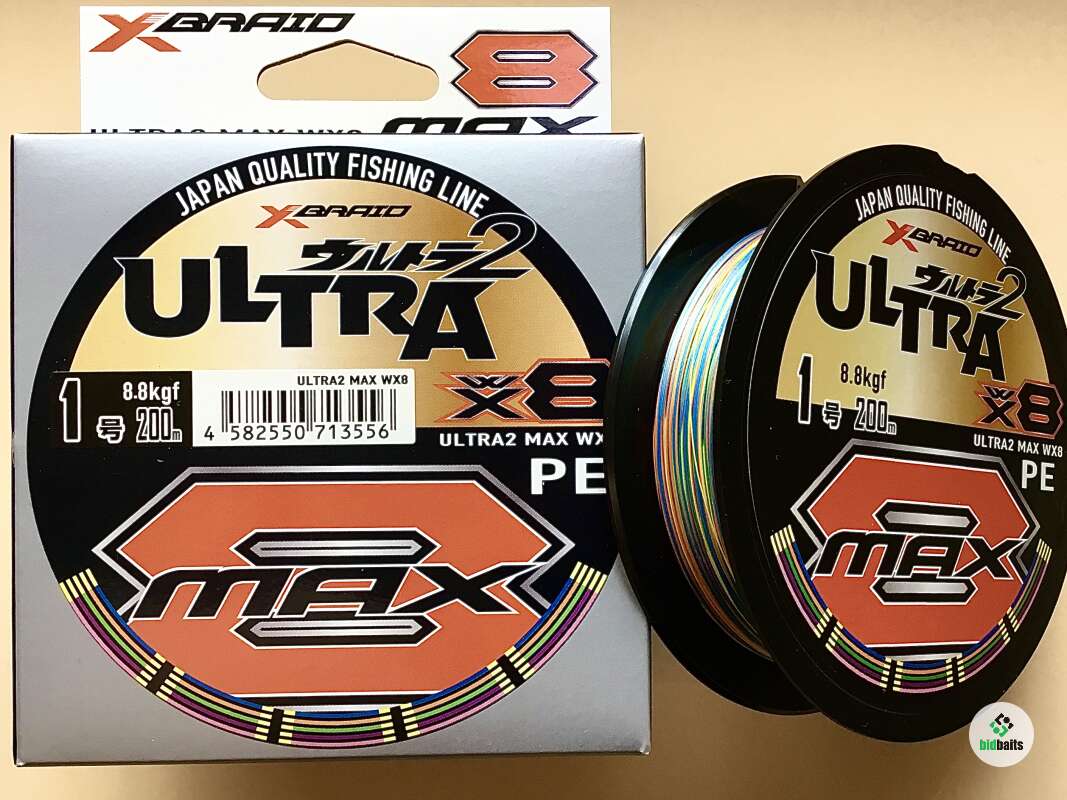 X BRAID
8
ULTRA2 MAX WX8
MAX
JAPAN QUALITY FISHING LINE
X BRAID
ウルトラ2
ULTRA
1号
8.8kgf
200m
ULTRA2 MAX WX8
4 582550 713556
WX8
ULTRA2 MAX WX
PE
MAX
JAPAN QUALITY FISHING LINE
X BRAID
ウルトラ2
ULTRA
1号
8.8kgf
200m
WX8
ULTRA2 MAX WX8
PE
MAX
bidbaits